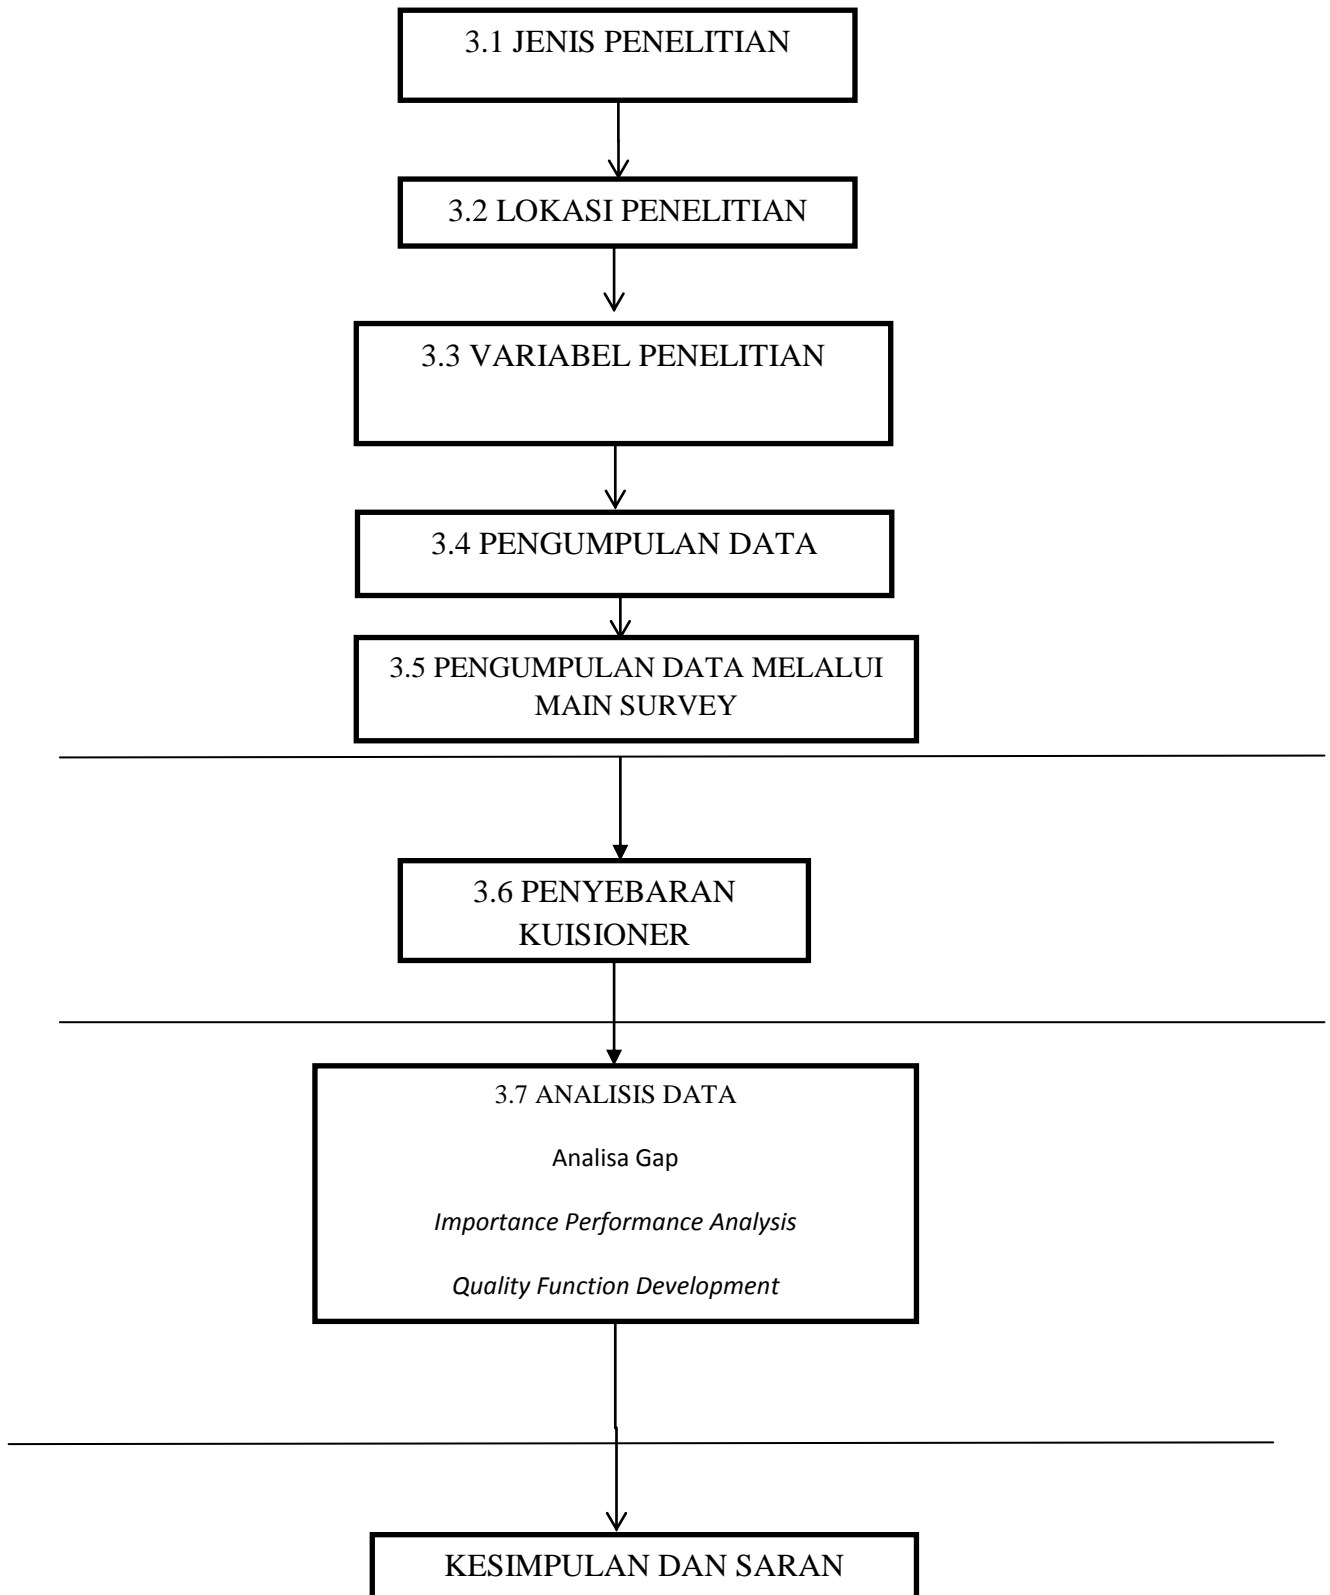 3.1 JENIS PENELITIAN
3.2 LOKASI PENELITIAN
3.3 VARIABEL PENELITIAN
3.4 PENGUMPULAN DATA
3.5 PENGUMPULAN DATA MELALUI
MAIN SURVEY
3.6 PENYEBARAN
KUISIONER
3.7 ANALISIS DATA
Analisa Gap
Importance Performance Analysis
Quality Function Development
KESIMPULAN DAN SARAN